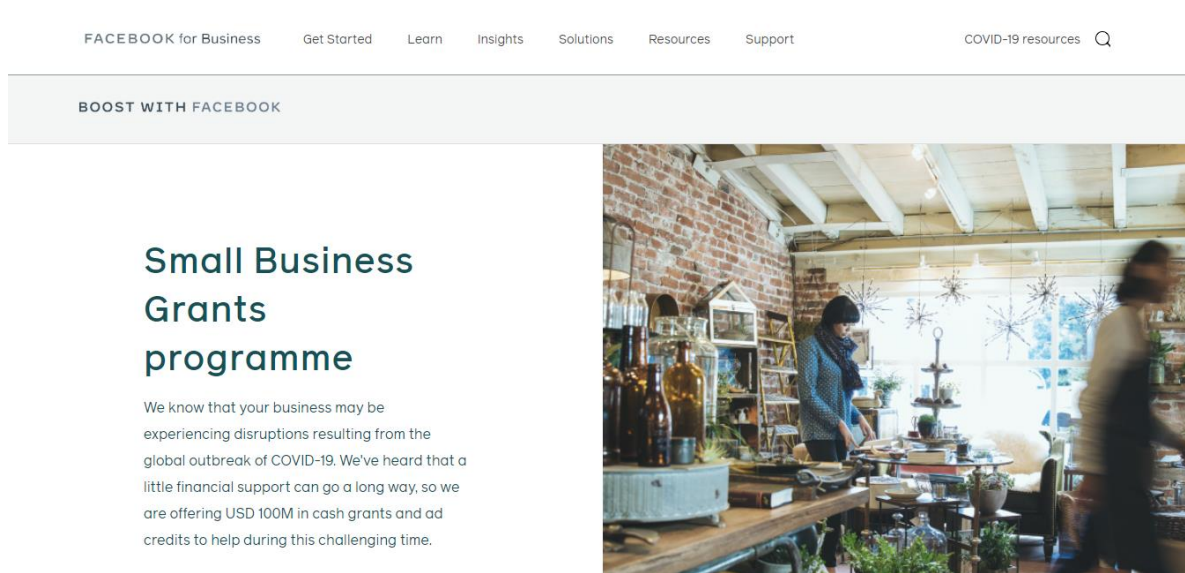 FACEBOOK for Business Get Started Learn Insights Solutions Resources Support COVID-19 resources
BOOST WITH FACEBOOK
Small Business
Grants
programme
We know that your business may be
experiencing disruptions resulting from the
global outbreak of COVID-19. We've heard that a
little financial support can go a long way, so we
are offering USD 100M in cash grants and ad
credits to help during this challenging time.